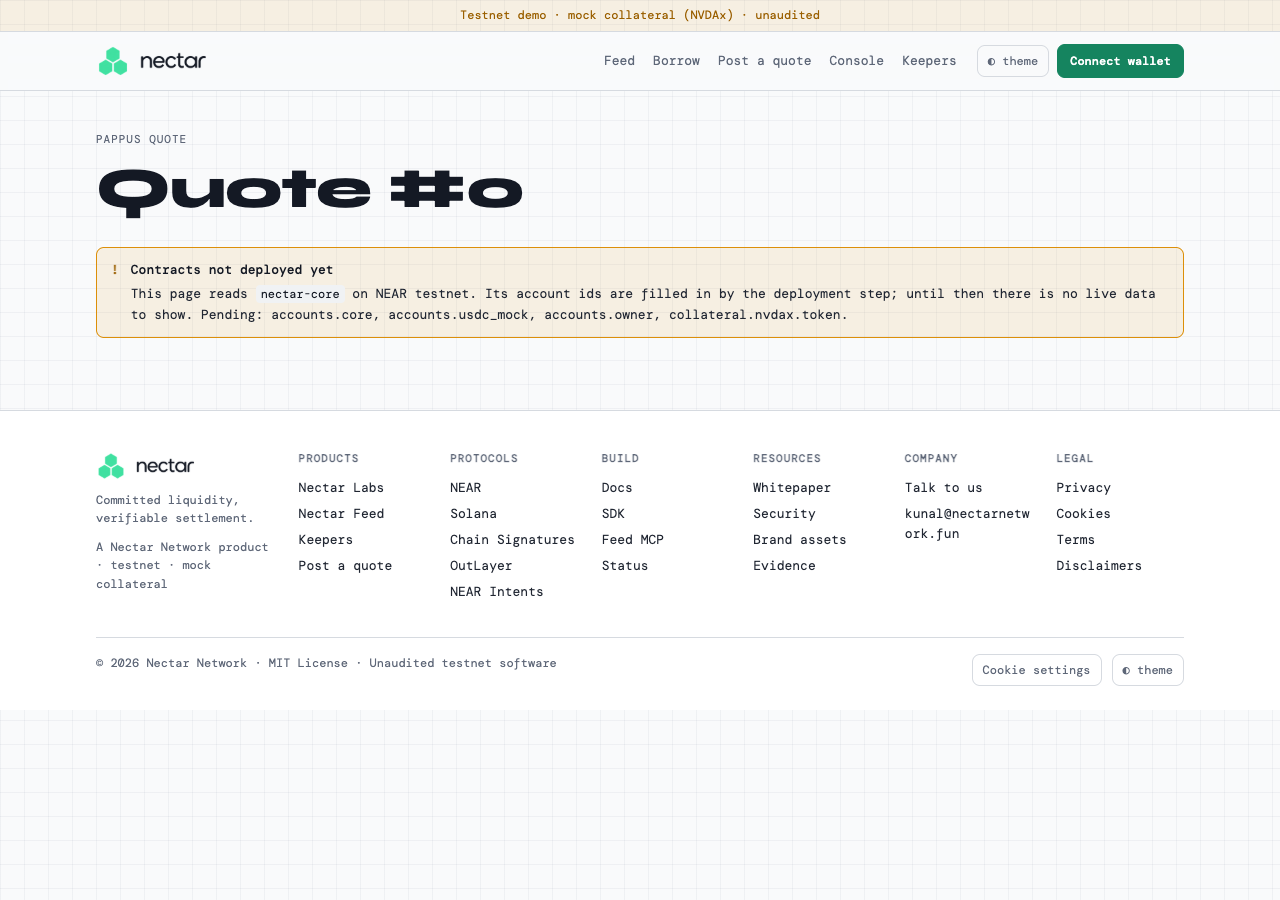 Testnet demo · mock collateral (NVDAx) · unaudited
nectar
Feed
Borrow
Post a quote
Console
Keepers
◐ theme
Connect wallet
PAPPUS QUOTE
Quote #0
! Contracts not deployed yet
This page reads nectar-core on NEAR testnet. Its account ids are filled in by the deployment step; until then there is no live data
to show. Pending: accounts.core, accounts.usdc_mock, accounts.owner, collateral.nvdax.token.
nectar
Committed liquidity,
verifiable settlement.
A Nectar Network product
· testnet · mock
collateral
PRODUCTS
Nectar Labs
Nectar Feed
Keepers
Post a quote
PROTOCOLS
NEAR
Solana
Chain Signatures
OutLayer
NEAR Intents
BUILD
Docs
SDK
Feed MCP
Status
RESOURCES
Whitepaper
Security
Brand assets
Evidence
COMPANY
Talk to us
kunal@nectarnetw
ork.fun
LEGAL
Privacy
Cookies
Terms
Disclaimers
© 2026 Nectar Network · MIT License · Unaudited testnet software
Cookie settings
◐ theme